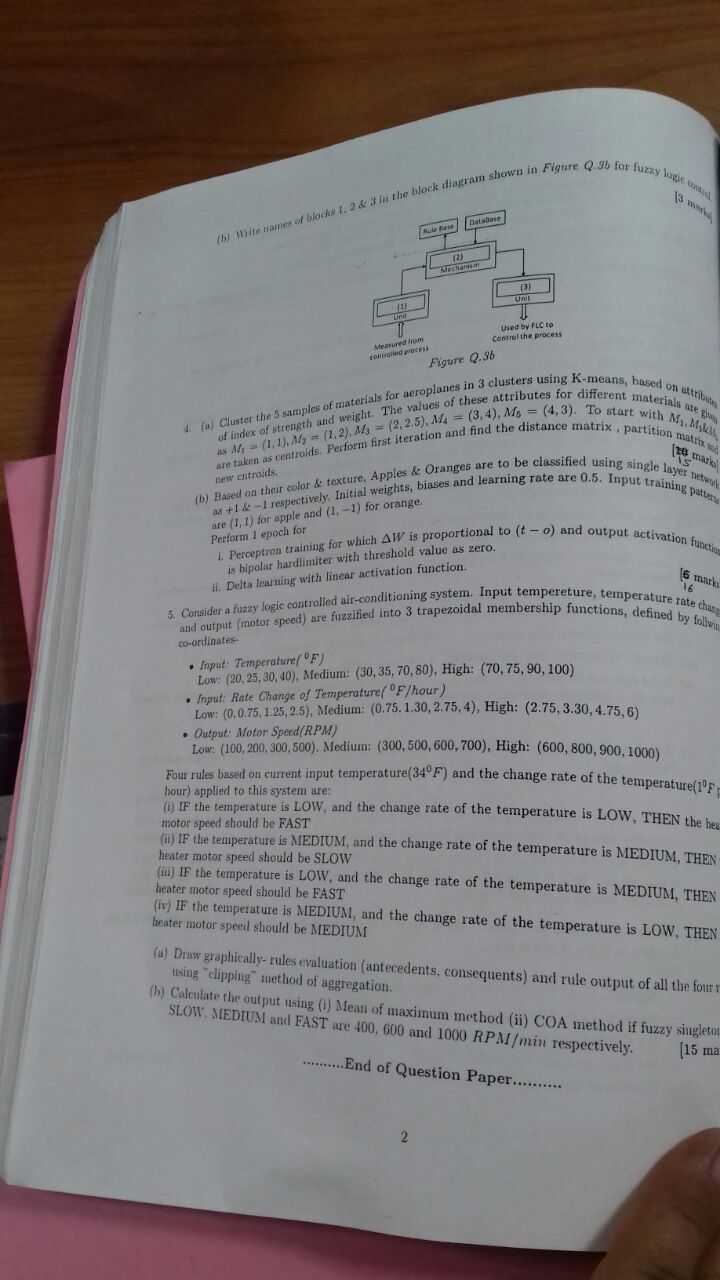 (b) Write names of blocks 1, 2 & 3 in the block diagram shown in Figure Q.3b for fuzzy logic control
[3 marks]
Rule Base
DataBase
(2)
Mechanism
(1)
Unit
(3)
Unit
Measured from
controlled process
Used by FLC to
Control the process
Figure Q.3b
4. (a) Cluster the 5 samples of materials for aeroplanes in 3 clusters using K-means, based on attributes
of index of strength and weight. The values of these attributes for different materials are given
as M₁ = (1, 1), M₂ = (1, 2), M₃ = (2, 2.5), M₄ = (3, 4), M₅ = (4, 3). To start with M₁, M₃&
are taken as centroids. Perform first iteration and find the distance matrix , partition matrix and
new cntroids.
[10 marks]
15
(b) Based on their color & texture, Apples & Oranges are to be classified using single layer network
as +1 & −1 respectively. Initial weights, biases and learning rate are 0.5. Input training patterns
are (1, 1) for apple and (1, −1) for orange.
Perform 1 epoch for
i. Perceptron training for which ΔW is proportional to (t − o) and output activation function
is bipolar hardlimiter with threshold value as zero.
ii. Delta learning with linear activation function.
[6 marks
16
5. Consider a fuzzy logic controlled air-conditioning system. Input tempereture, temperature rate change
and output (motor speed) are fuzzified into 3 trapezoidal membership functions, defined by follwin
co-ordinates-
• Input: Temperature( ⁰F)
Low: (20, 25, 30, 40), Medium: (30, 35, 70, 80), High: (70, 75, 90, 100)
• Input: Rate Change of Temperature( ⁰F/hour)
Low: (0, 0.75, 1.25, 2.5), Medium: (0.75. 1.30, 2.75, 4), High: (2.75, 3.30, 4.75, 6)
• Output: Motor Speed(RPM)
Low: (100, 200, 300, 500). Medium: (300, 500, 600, 700), High: (600, 800, 900, 1000)
Four rules based on current input temperature(34⁰F) and the change rate of the temperature(1⁰F p
hour) applied to this system are:
(i) IF the temperature is LOW, and the change rate of the temperature is LOW, THEN the hea
motor speed should be FAST
(ii) IF the temperature is MEDIUM, and the change rate of the temperature is MEDIUM, THEN
heater motor speed should be SLOW
(iii) IF the temperature is LOW, and the change rate of the temperature is MEDIUM, THEN
heater motor speed should be FAST
(iv) IF the temperature is MEDIUM, and the change rate of the temperature is LOW, THEN
heater motor speed should be MEDIUM
(a) Draw graphically- rules evaluation (antecedents, consequents) and rule output of all the four r
using "clipping" method of aggregation.
(b) Calculate the output using (i) Mean of maximum method (ii) COA method if fuzzy singleton
SLOW, MEDIUM and FAST are 400, 600 and 1000 RPM/min respectively.
[15 ma
..........End of Question Paper..........
2